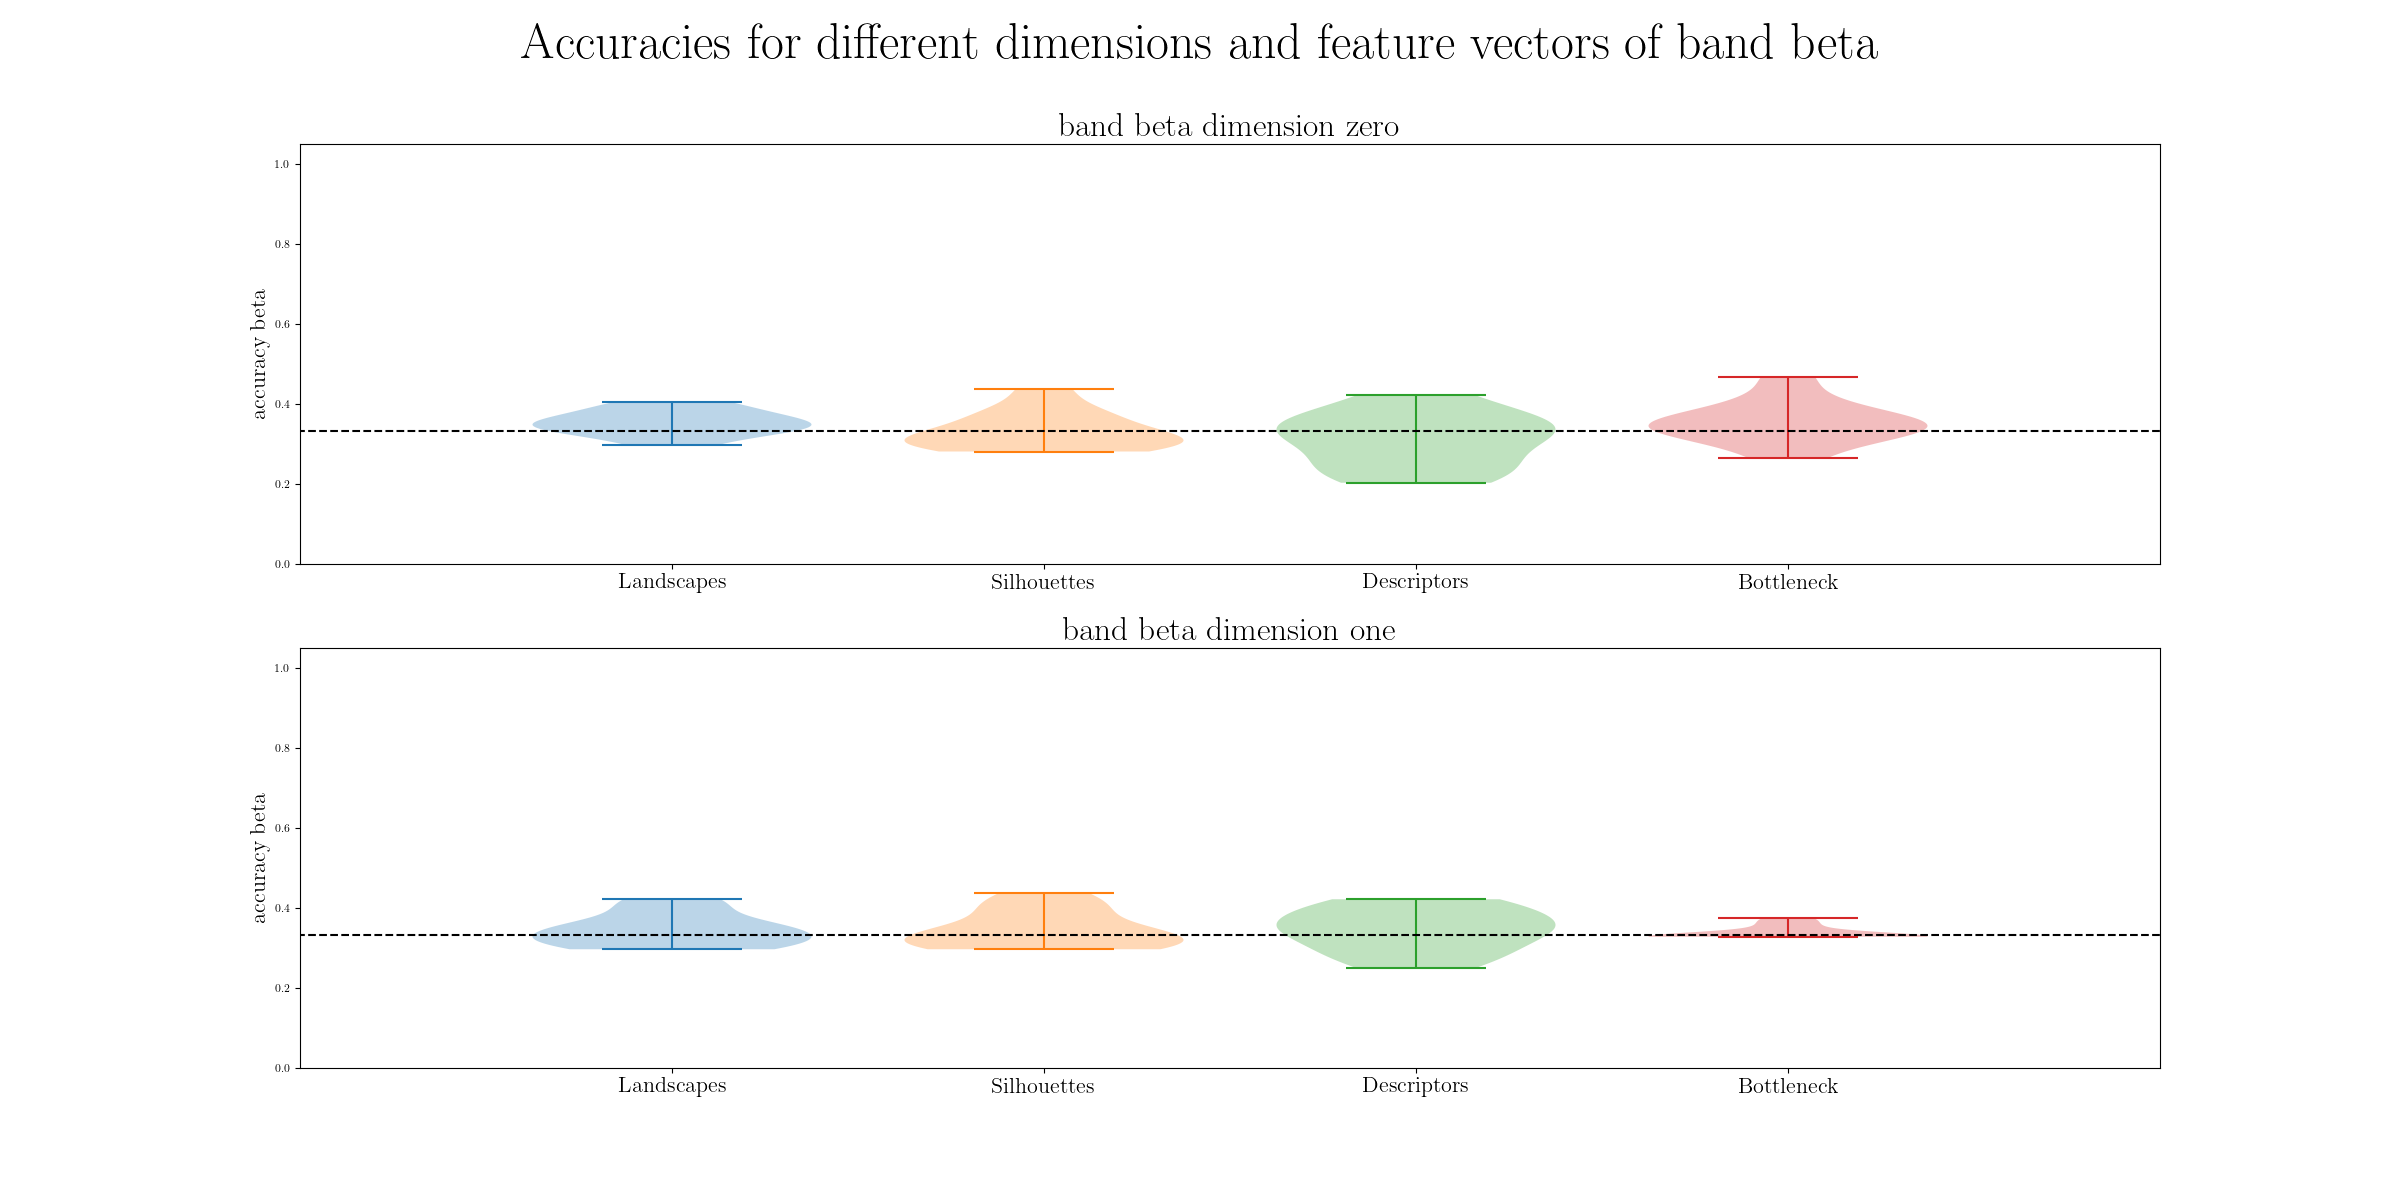 Accuracies for different dimensions and feature vectors of band beta
band beta dimension zero
1.0
0.8
0.6
0.4
0.2
0.0
accuracy beta
Landscapes Silhouettes Descriptors Bottleneck
band beta dimension one
1.0
0.8
0.6
0.4
0.2
0.0
accuracy beta
Landscapes Silhouettes Descriptors Bottleneck